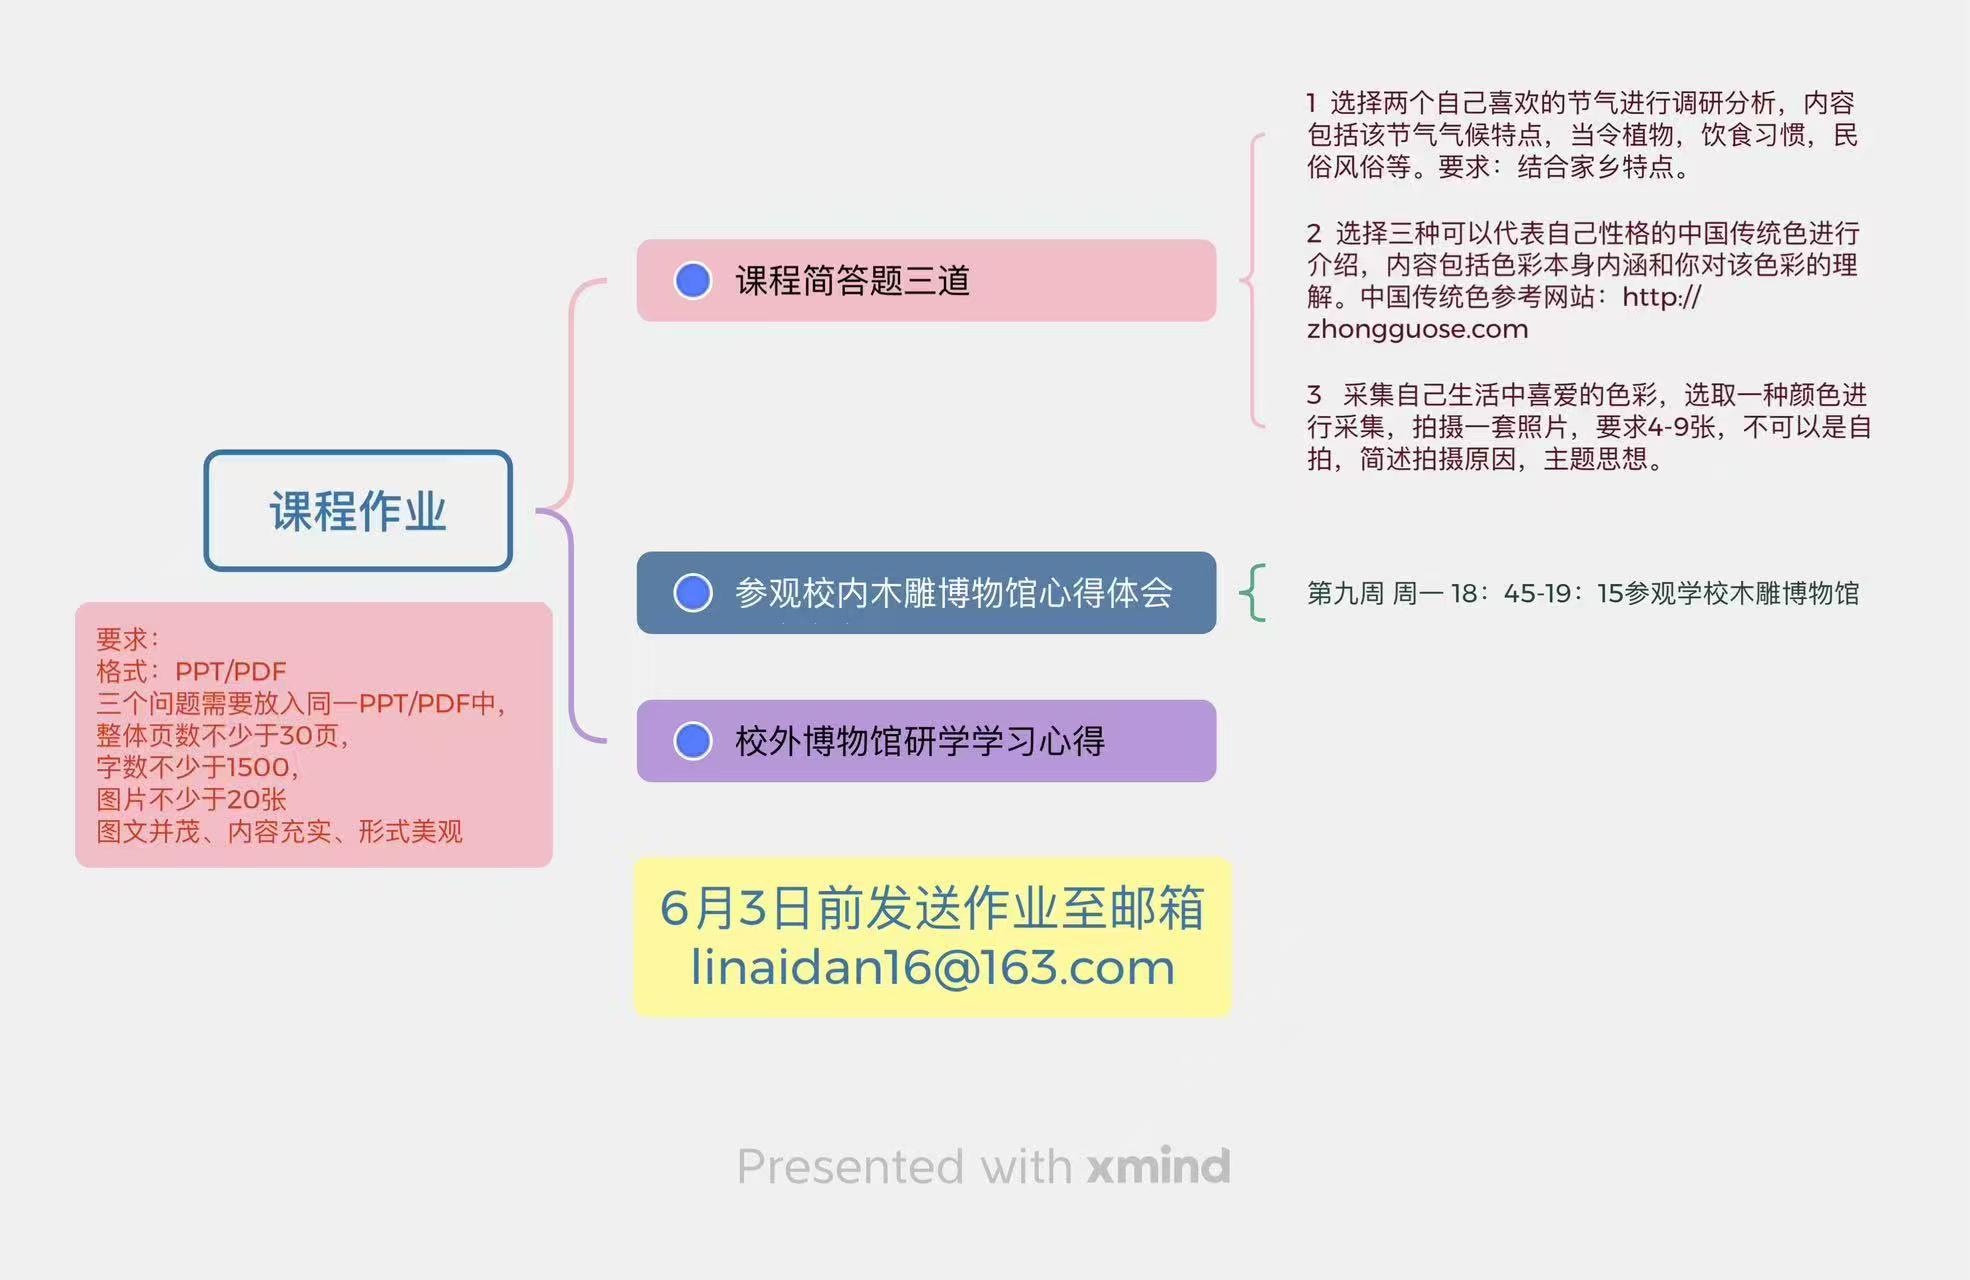 课程作业
要求：
格式：PPT/PDF
三个问题需要放入同一PPT/PDF中，
整体页数不少于30页，
字数不少于1500，
图片不少于20张
图文并茂、内容充实、形式美观
课程简答题三道
1 选择两个自己喜欢的节气进行调研分析，内容
包括该节气气候特点，当令植物，饮食习惯，民
俗风俗等。要求：结合家乡特点。
2 选择三种可以代表自己性格的中国传统色进行
介绍，内容包括色彩本身内涵和你对该色彩的理
解。中国传统色参考网站：http://
zhongguose.com
3 采集自己生活中喜爱的色彩，选取一种颜色进
行采集，拍摄一套照片，要求4-9张，不可以是自
拍，简述拍摄原因，主题思想。
参观校内木雕博物馆心得体会
第九周 周一 18：45-19：15参观学校木雕博物馆
校外博物馆研学学习心得
6月3日前发送作业至邮箱
linaidan16@163.com
Presented with xmind